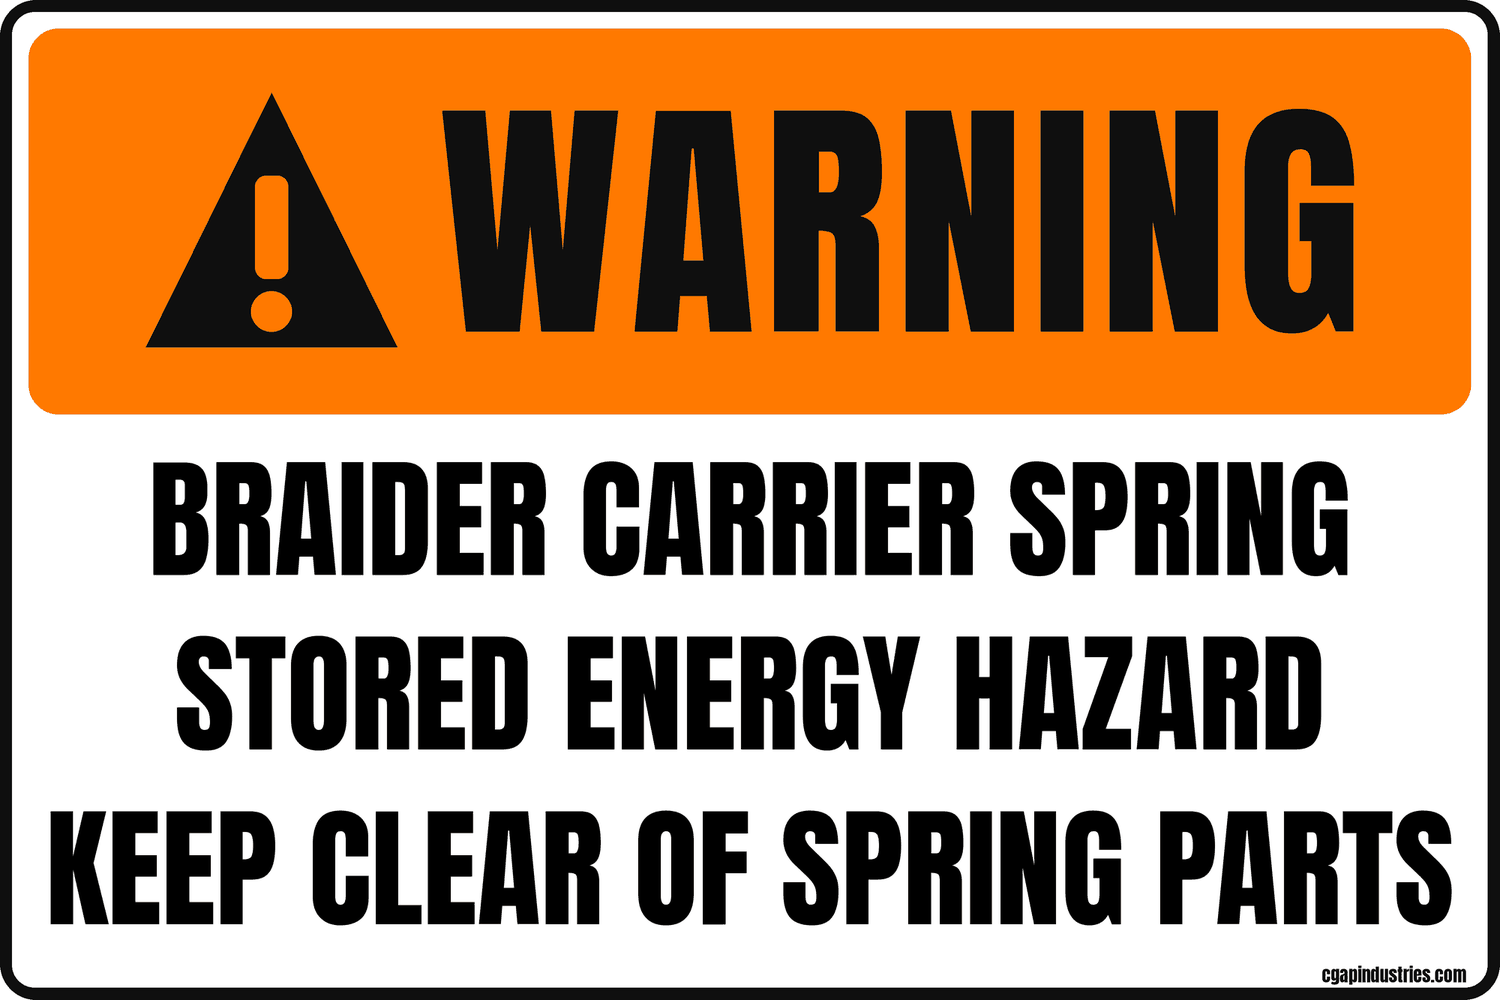 WARNING
BRAIDER CARRIER SPRING
STORED ENERGY HAZARD
KEEP CLEAR OF SPRING PARTS
cgapindustries.com